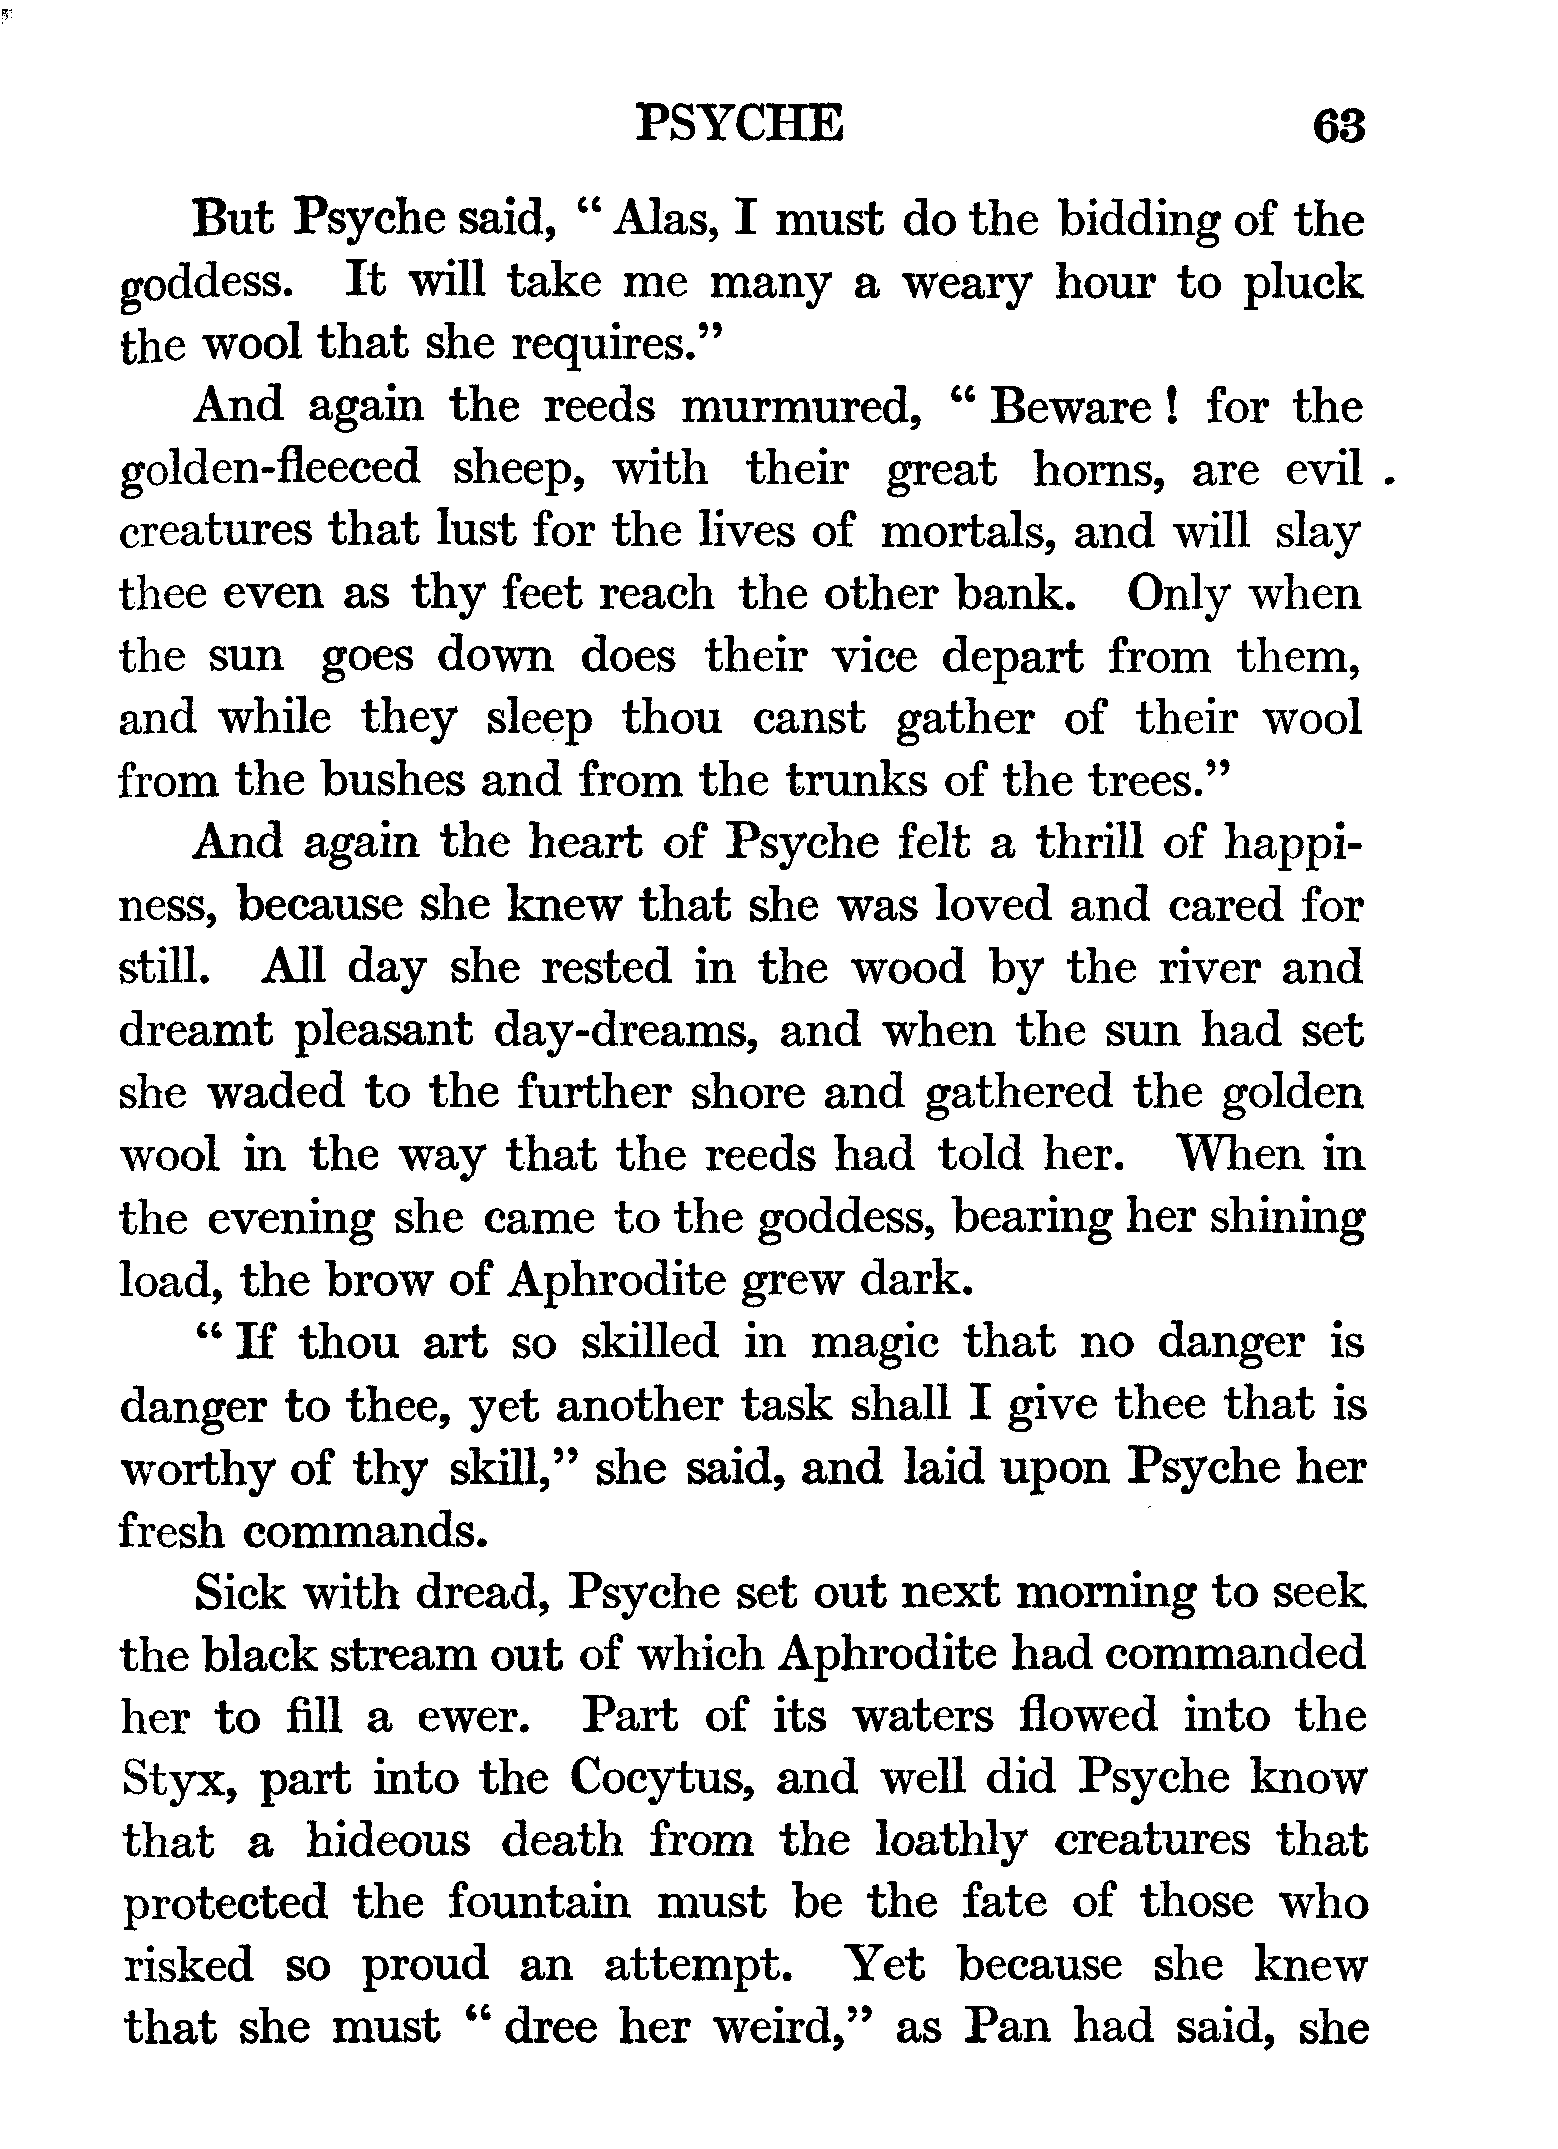 PSYCHE 63
But Psyche said, “ Alas, I must do the bidding of the
goddess. It will take me many a weary hour to pluck
the wool that she requires.”
And again the reeds murmured, “ Beware ! for the
golden-fleeced sheep, with their great horns, are evil .
creatures that lust for the lives of mortals, and will slay
thee even as thy feet reach the other bank. Only when
the sun goes down does their vice depart from them,
and while they sleep thou canst gather of their wool
from the bushes and from the trunks of the trees.”
And again the heart of Psyche felt a thrill of happi-
ness, because she knew that she was loved and cared for
still. All day she rested in the wood by the river and
dreamt pleasant day-dreams, and when the sun had set
she waded to the further shore and gathered the golden
wool in the way that the reeds had told her. When in
the evening she came to the goddess, bearing her shining
load, the brow of Aphrodite grew dark.
“ If thou art so skilled in magic that no danger is
danger to thee, yet another task shall I give thee that is
worthy of thy skill,” she said, and laid upon Psyche her
fresh commands.
Sick with dread, Psyche set out next morning to seek
the black stream out of which Aphrodite had commanded
her to fill a ewer. Part of its waters flowed into the
Styx, part into the Cocytus, and well did Psyche know
that a hideous death from the loathly creatures that
protected the fountain must be the fate of those who
risked so proud an attempt. Yet because she knew
that she must “ dree her weird,” as Pan had said, she